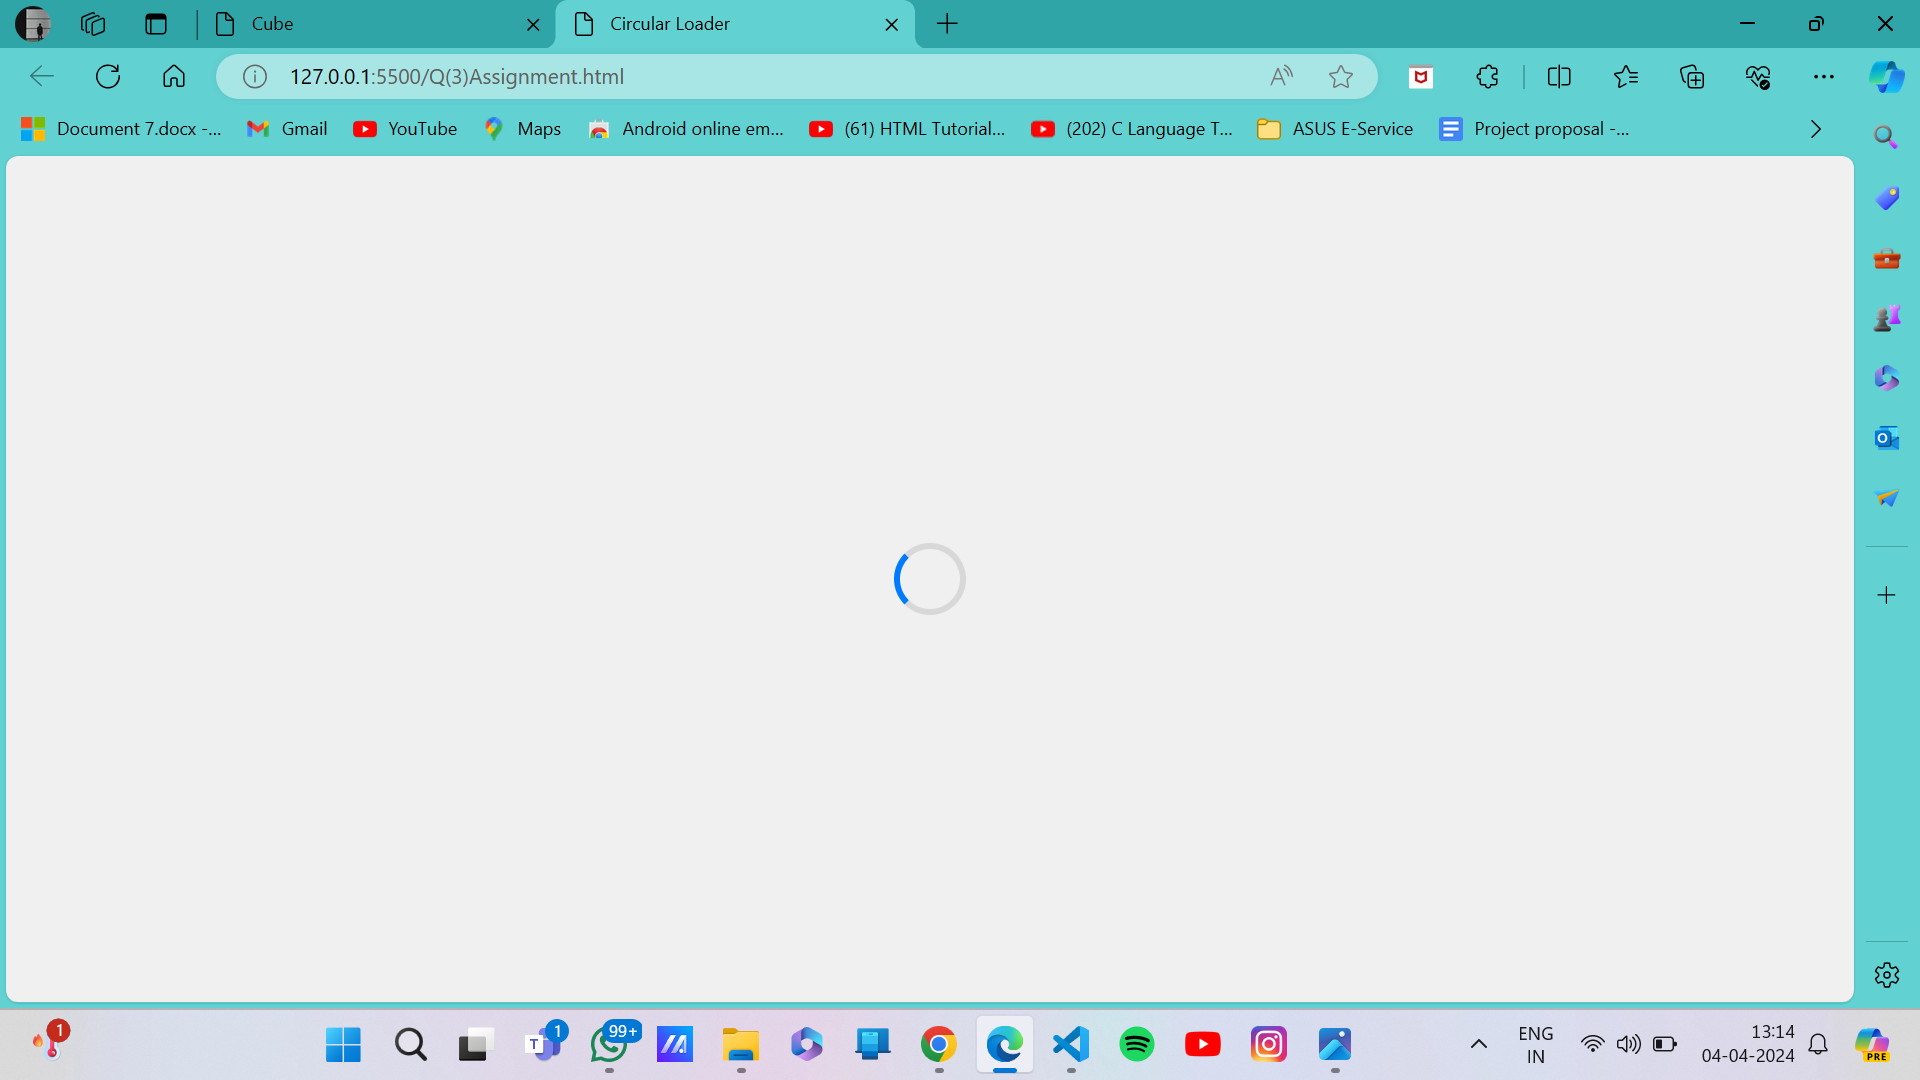 Cube
Circular Loader
127.0.0.1:5500/Q(3)Assignment.html
Document 7.docx -...
Gmail
YouTube
Maps
Android online em...
(61) HTML Tutorial...
(202) C Language T...
ASUS E-Service
Project proposal -...
1
T
1
99+
ENG
IN
13:14
04-04-2024
PRE